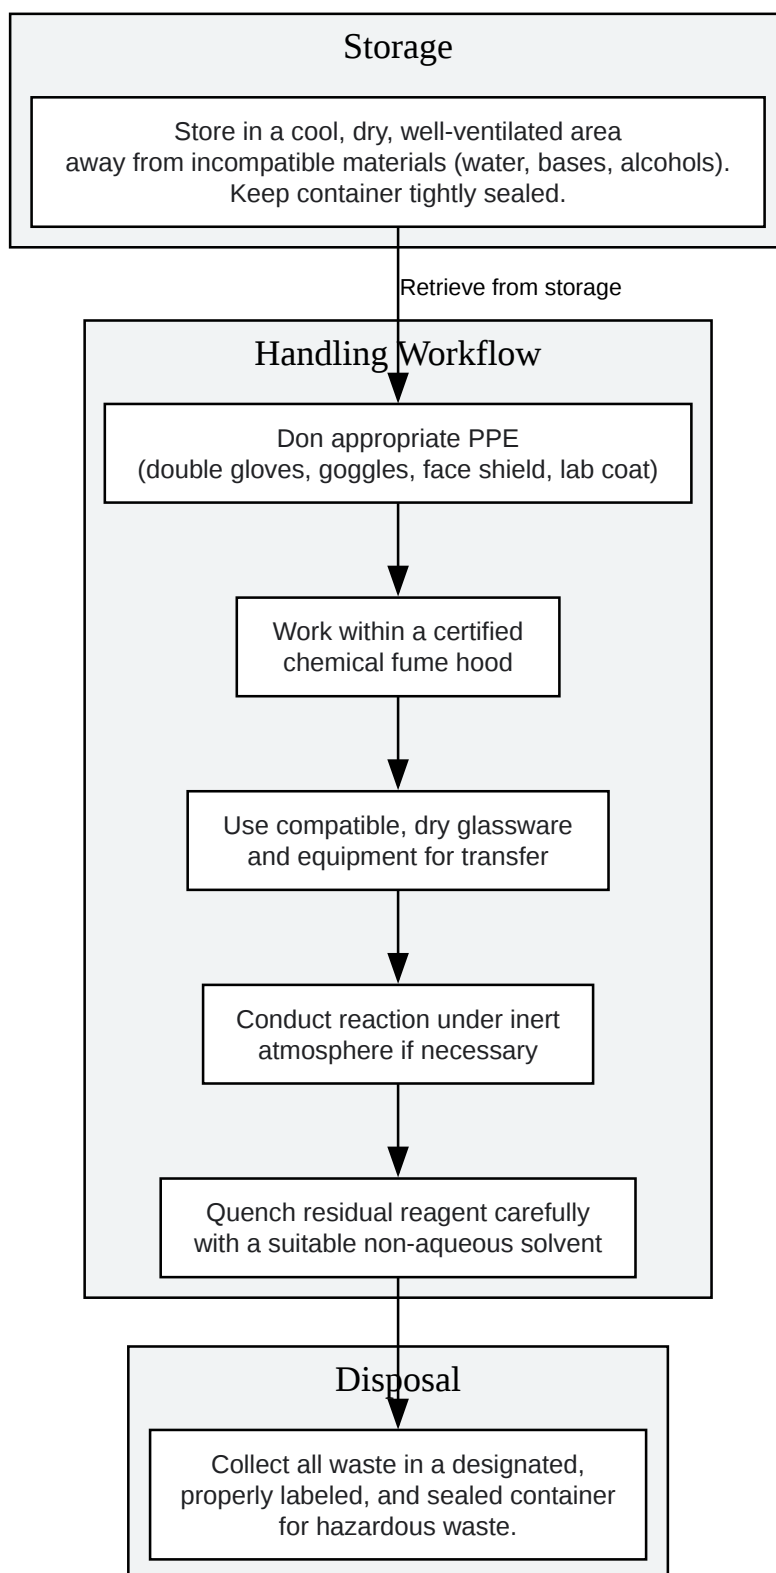 Storage
Store in a cool, dry, well-ventilated area
away from incompatible materials (water, bases, alcohols).
Keep container tightly sealed.
Retrieve from storage
Handling Workflow
Don appropriate PPE
(double gloves, goggles, face shield, lab coat)
Work within a certified
chemical fume hood
Use compatible, dry glassware
and equipment for transfer
Conduct reaction under inert
atmosphere if necessary
Quench residual reagent carefully
with a suitable non-aqueous solvent
Disposal
Collect all waste in a designated,
properly labeled, and sealed container
for hazardous waste.